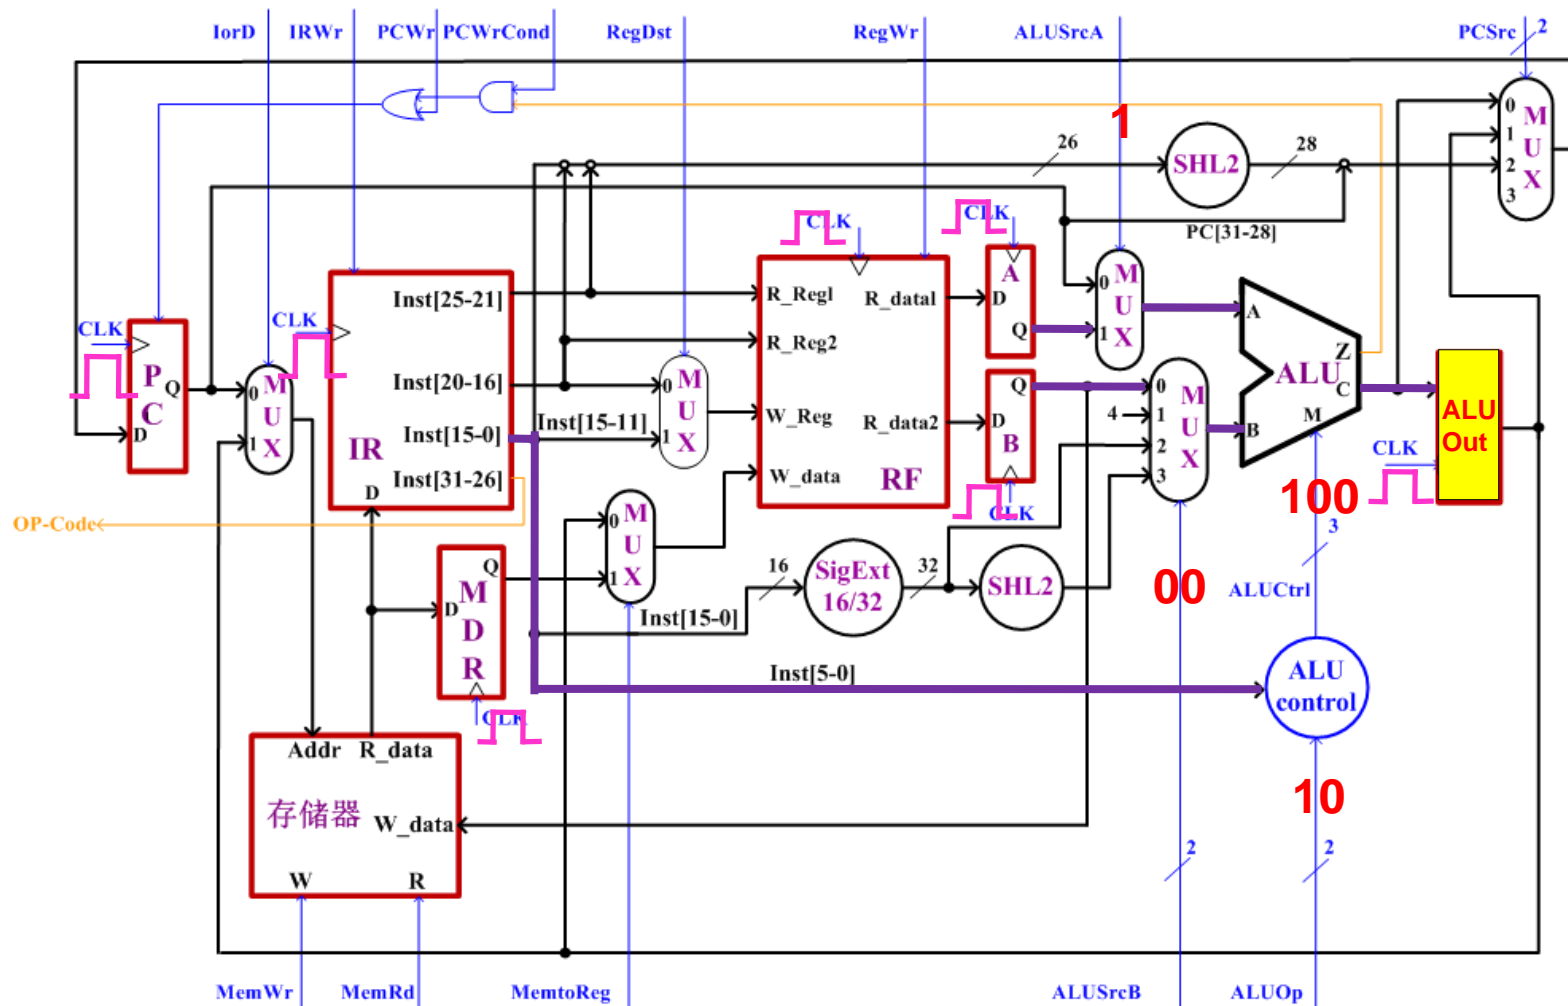 IorD IRWr PCWr PCWrCond RegDst RegWr ALUSrcA PCSrc
2
1
26
28
SHL2
0
1
2
3
M
U
X
PC[31-28]
CLK
CLK
CLK
CLK
P
C
Q
D
0
1
M
U
X
Inst[25-21]
Inst[20-16]
Inst[15-0]
Inst[31-26]
IR
D
Inst[15-11]
0
1
M
U
X
R_Reg1
R_Reg2
W_Reg
W_data
R_data1
R_data2
RF
A
D
Q
Q
D
B
CLK
0
1
M
U
X
4
0
1
2
3
M
U
X
A
B
ALU
Z
C
M
ALU
Out
CLK
100
3
ALUCtrl
00
OP-Code
M
D
R
Q
D
CLK
0
1
M
U
X
16
SigExt
16/32
32
SHL2
Inst[15-0]
Inst[5-0]
ALU
control
10
2
2
Addr R_data
存储器
W_data
W R
MemWr MemRd MemtoReg ALUSrcB ALUOp